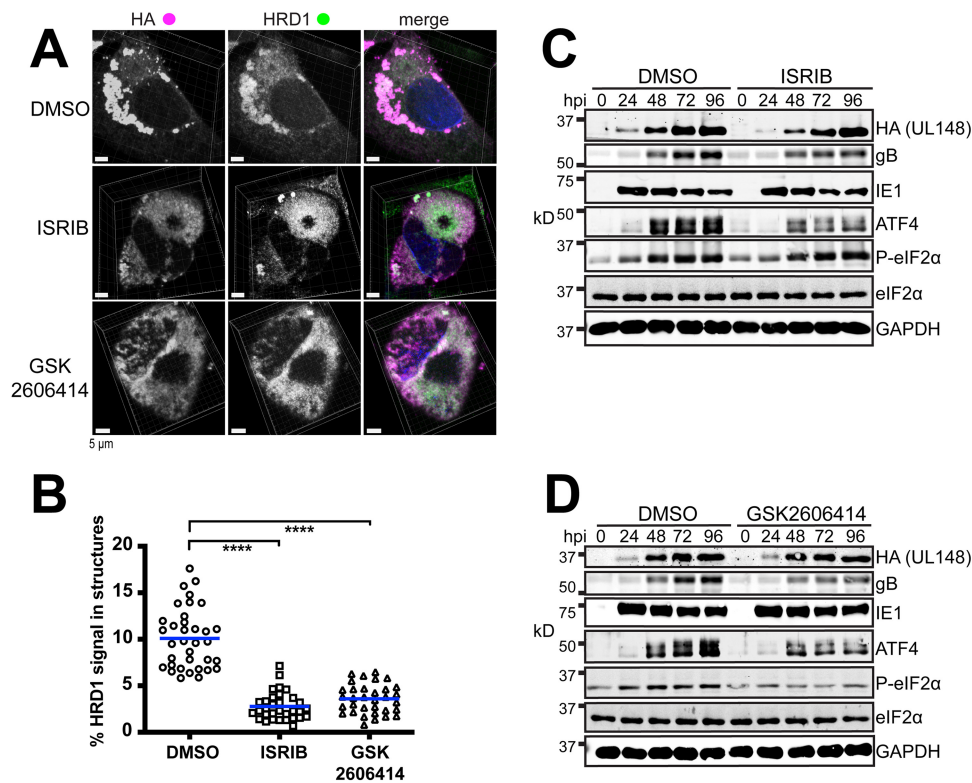 A
HA HRD1 merge
DMSO
ISRIB
GSK
2606414
5 µm
B
% HRD1 signal in structures
20
15
10
5
0
****
****
DMSO ISRIB GSK
2606414
C
DMSO ISRIB
hpi 0 24 48 72 96 0 24 48 72 96
37 HA (UL148)
50 gB
75 IE1
kD 50 ATF4
37 P-eIF2α
37 eIF2α
37 GAPDH
D
DMSO GSK2606414
hpi 0 24 48 72 96 0 24 48 72 96
37 HA (UL148)
50 gB
75 IE1
kD
50 ATF4
37 P-eIF2α
37 eIF2α
37 GAPDH